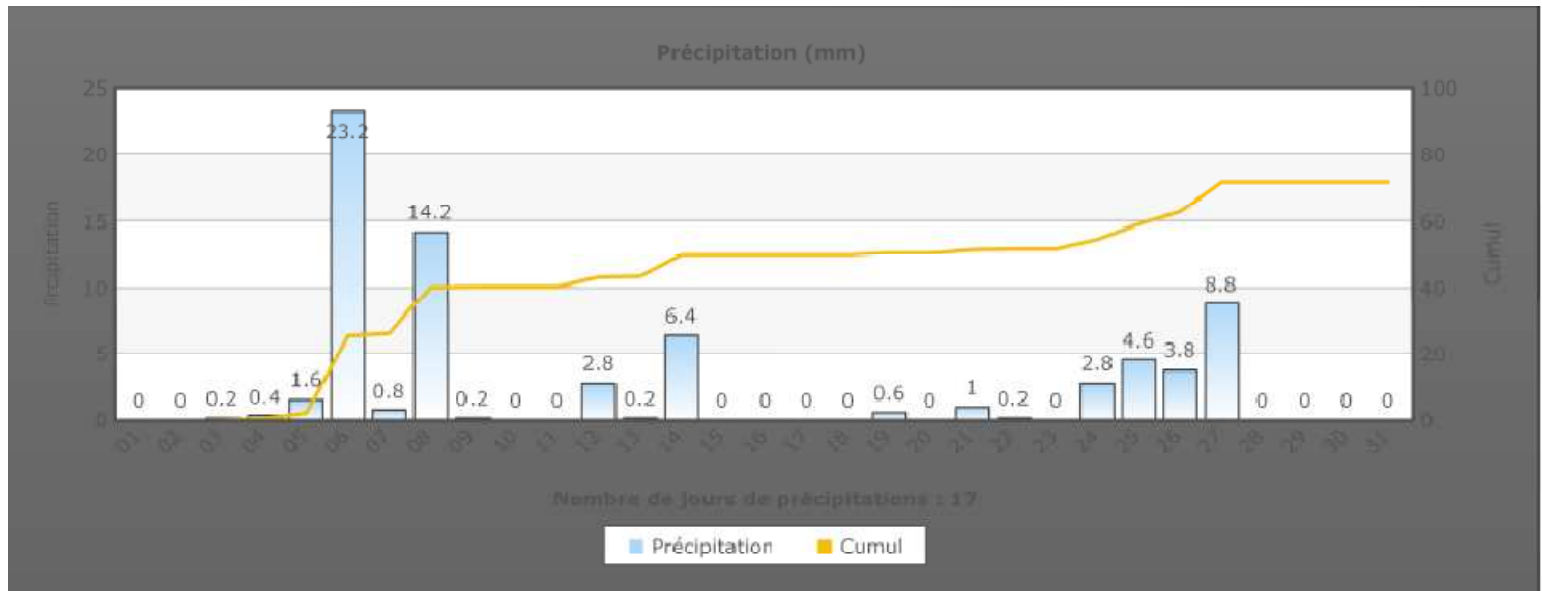 Précipitation (mm)
25 100
23.2
20 80
15 60
14.2
10 40
8.8
6.4
5 20
4.6
3.8
2.8 2.8
1.6
0 0 0.2 0.4 0.8 0.2 0 0 0.2 0 0 0 0 0.6 0 1 0.2 0 0 0 0 0
0 0
Précipitation
Cumul
01 02 03 04 05 06 07 08 09 10 11 12 13 14 15 16 17 18 19 20 21 22 23 24 25 26 27 28 29 30 31
Nombre de jours de précipitations : 17
Précipitation Cumul